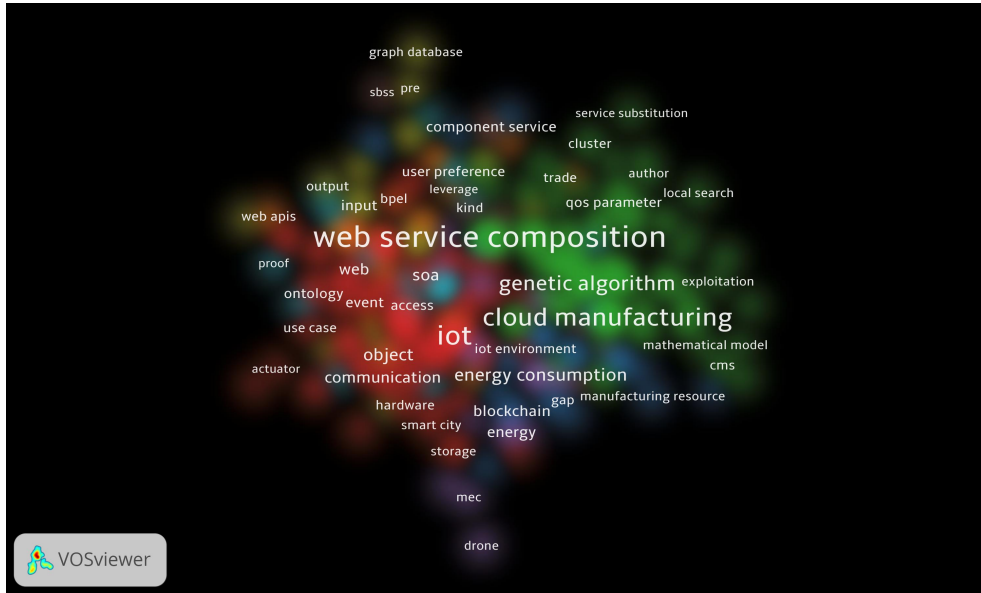 graph database
sbss pre
service substitution
component service
cluster
user preference
trade
author
output
leverage
local search
input
bpel
qos parameter
kind
web apis
web service composition
proof
web
soa
genetic algorithm
exploitation
ontology
event
access
cloud manufacturing
use case
iot
iot environment
mathematical model
object
cms
actuator
communication
energy consumption
gap
manufacturing resource
hardware
blockchain
smart city
energy
storage
mec
drone
VOSviewer